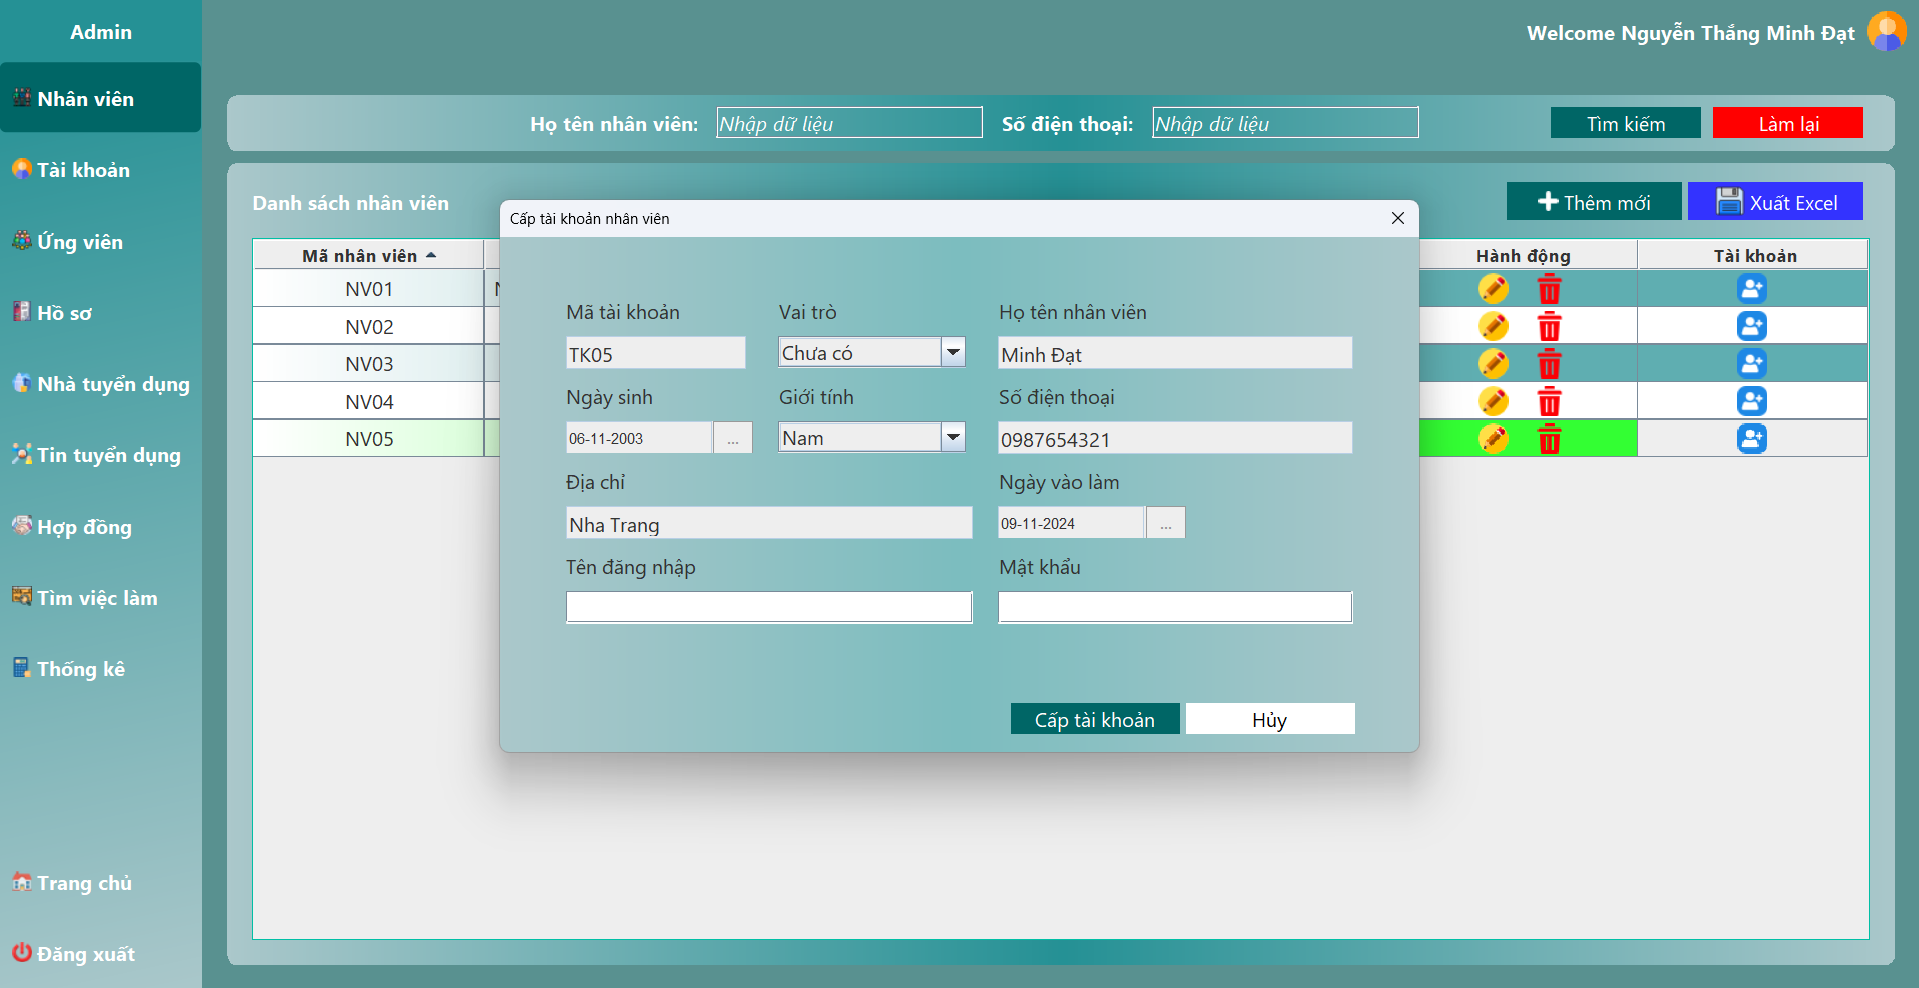 Admin
Welcome Nguyễn Thắng Minh Đạt
Nhân viên
Tài khoản
Ứng viên
Hồ sơ
Nhà tuyển dụng
Tin tuyển dụng
Hợp đồng
Tìm việc làm
Thống kê
Trang chủ
Đăng xuất
Họ tên nhân viên: Nhập dữ liệu Số điện thoại: Nhập dữ liệu Tìm kiếm Làm lại
Danh sách nhân viên Thêm mới Xuất Excel
Mã nhân viên Hành động Tài khoản
NV01
NV02
NV03
NV04
NV05
Cấp tài khoản nhân viên
Mã tài khoản Vai trò Họ tên nhân viên
TK05 Chưa có Minh Đạt
Ngày sinh Giới tính Số điện thoại
06-11-2003 ... Nam 0987654321
Địa chỉ Ngày vào làm
Nha Trang 09-11-2024 ...
Tên đăng nhập Mật khẩu
Cấp tài khoản Hủy